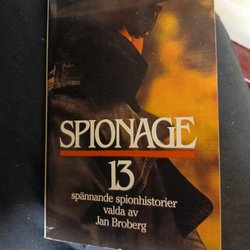 SPIONAGE
13
spännande spionhistorier
valda av
Jan Broberg